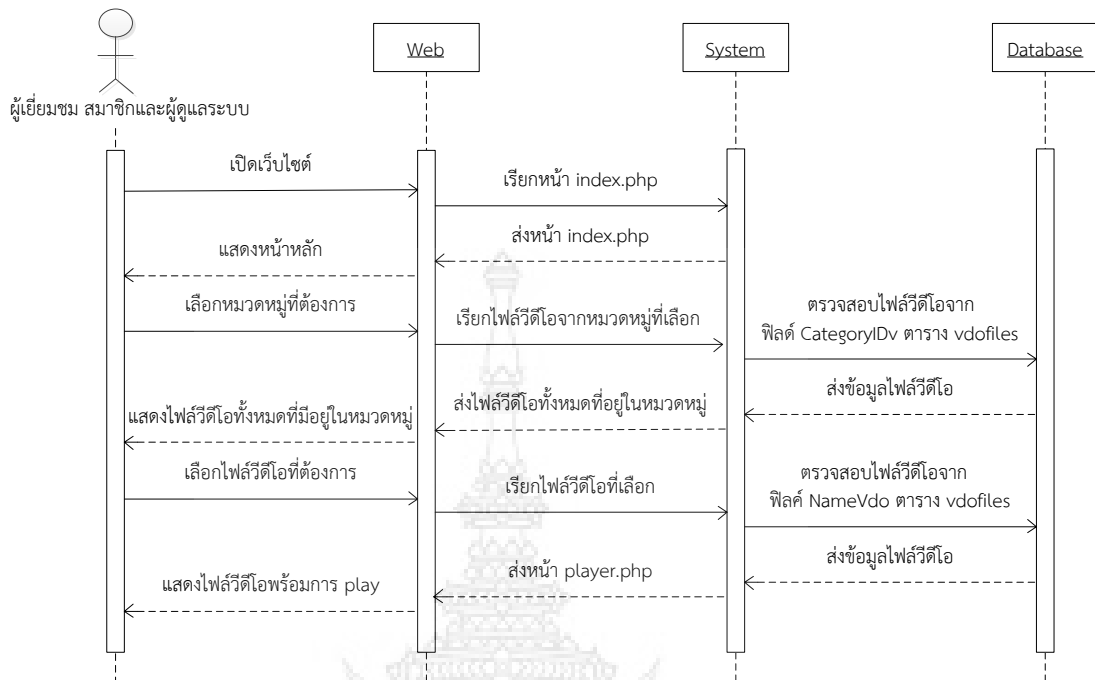 Web
System
Database
ผู้เยี่ยมชม สมาชิกและผู้ดูแลระบบ
เปิดเว็บไซต์
เรียกหน้า index.php
ส่งหน้า index.php
แสดงหน้าหลัก
เลือกหมวดหมู่ที่ต้องการ
เรียกไฟล์วีดีโอจากหมวดหมู่ที่เลือก
ตรวจสอบไฟล์วีดีโอจาก
ฟิลด์ CategoryIDv ตาราง vdofiles
ส่งข้อมูลไฟล์วีดีโอ
ส่งไฟล์วีดีโอทั้งหมดที่อยู่ในหมวดหมู่
แสดงไฟล์วีดีโอทั้งหมดที่มีอยู่ในหมวดหมู่
เลือกไฟล์วีดีโอที่ต้องการ
เรียกไฟล์วีดีโอที่เลือก
ตรวจสอบไฟล์วีดีโอจาก
ฟิลค์ NameVdo ตาราง vdofiles
ส่งข้อมูลไฟล์วีดีโอ
ส่งหน้า player.php
แสดงไฟล์วีดีโอพร้อมการ play